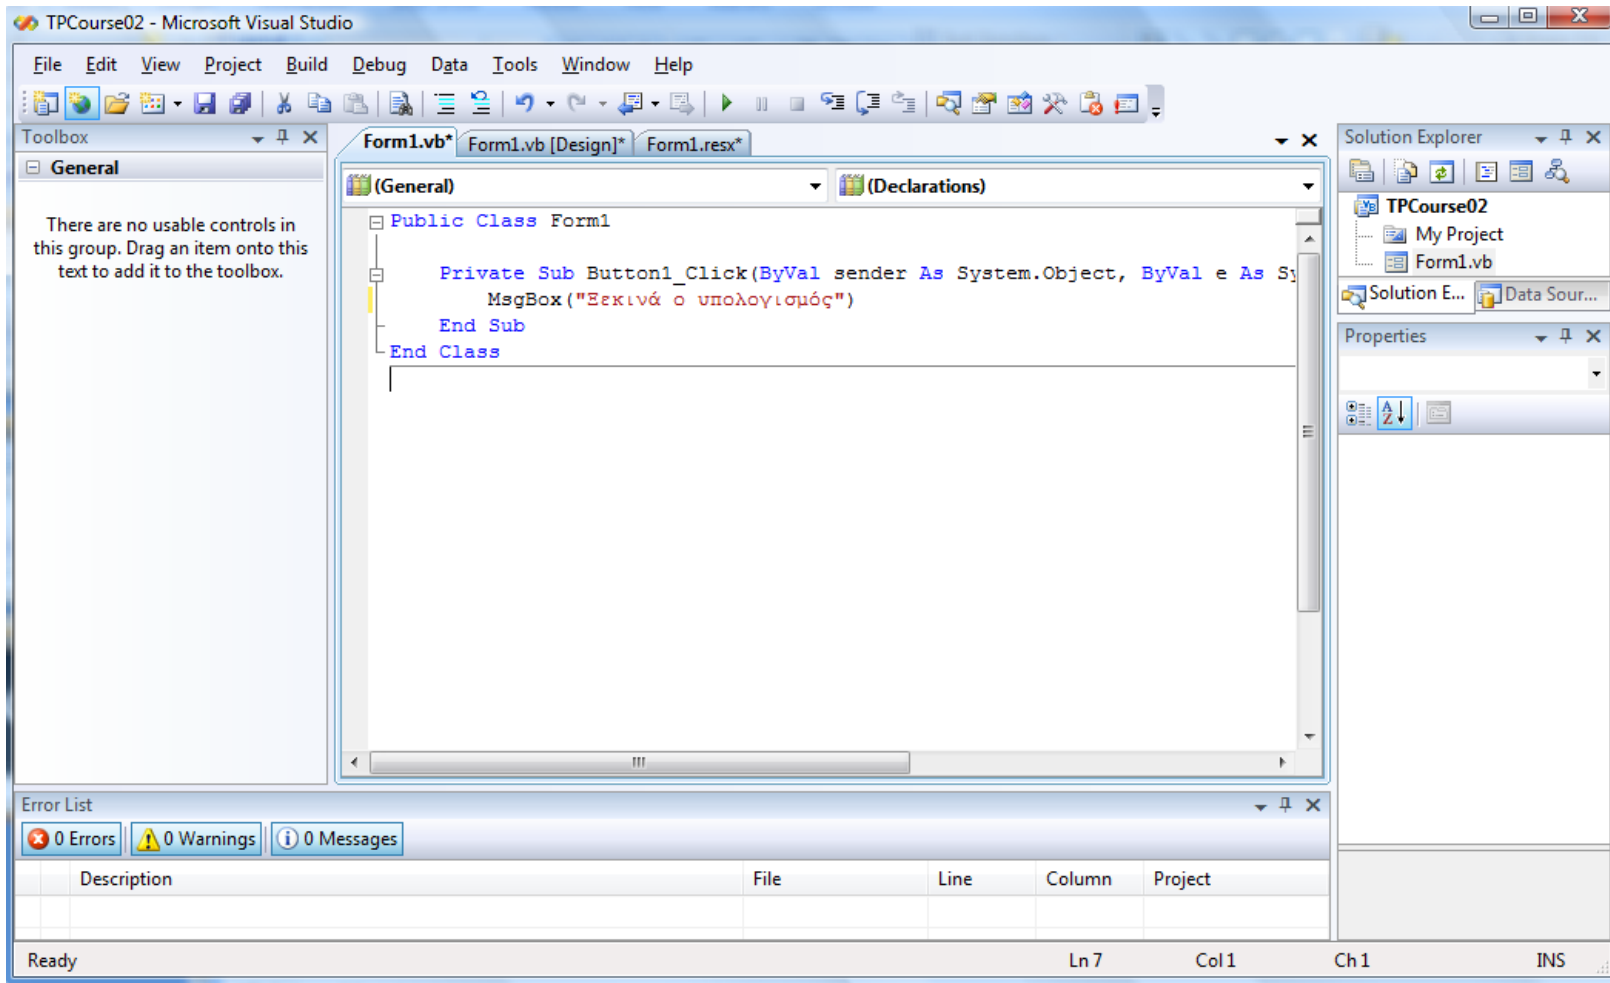 TPCourse02 - Microsoft Visual Studio
File Edit View Project Build Debug Data Tools Window Help
Toolbox
General
There are no usable controls in
this group. Drag an item onto this
text to add it to the toolbox.
Form1.vb* Form1.vb [Design]* Form1.resx*
(General) (Declarations)
Public Class Form1
Private Sub Button1_Click(ByVal sender As System.Object, ByVal e As Sy
MsgBox("Ξεκινά ο υπολογισμός")
End Sub
End Class
Solution Explorer
TPCourse02
My Project
Form1.vb
Solution E... Data Sour...
Properties
Error List
0 Errors 0 Warnings 0 Messages
Description File Line Column Project
Ready Ln 7 Col 1 Ch 1 INS